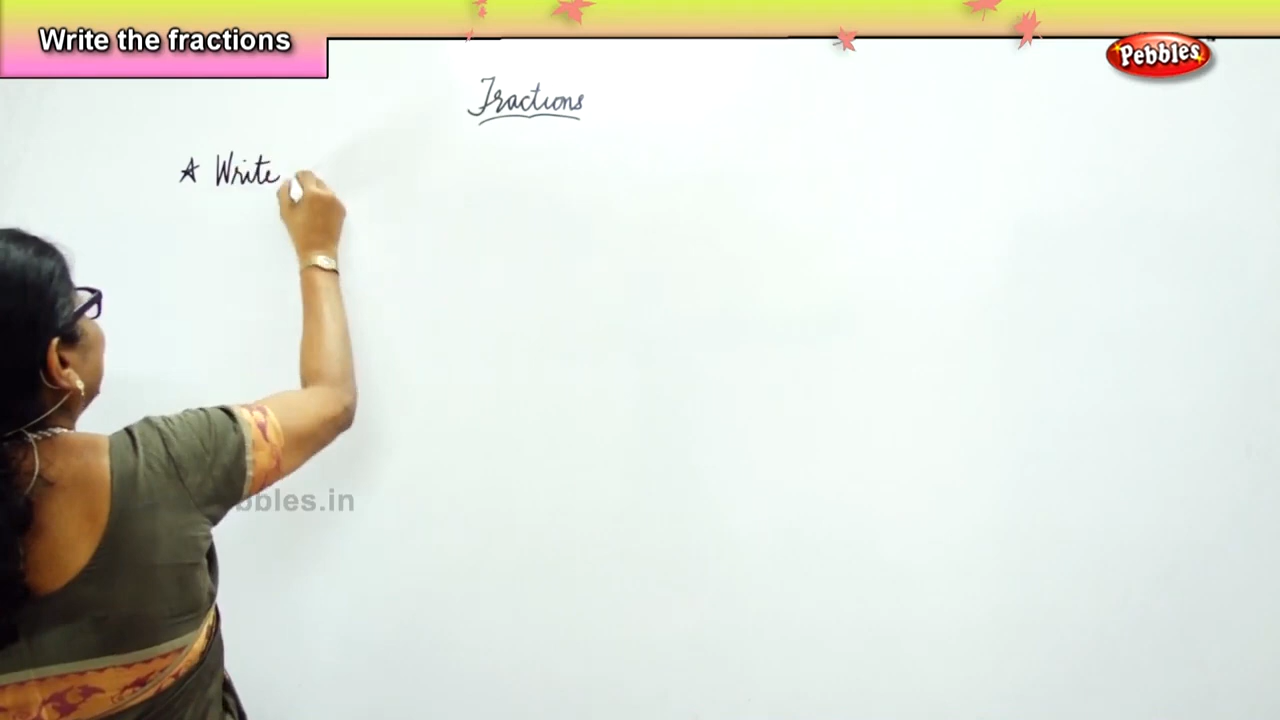 Write the fractions
Pebbles
Fractions
★ Write
bbles.in